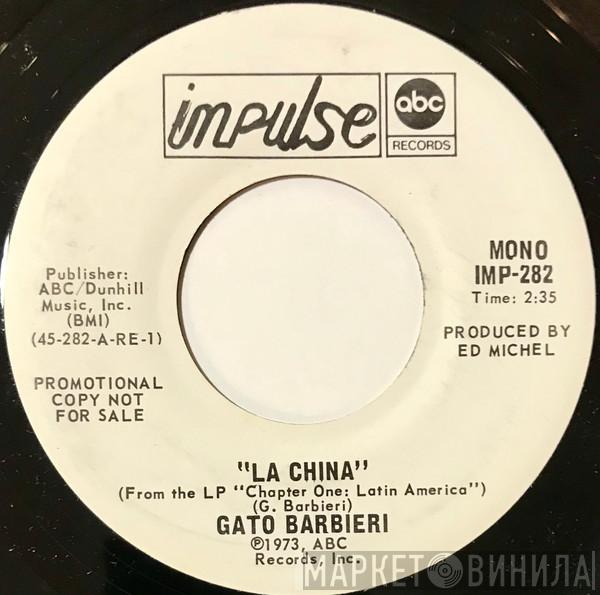 impulse
abc
RECORDS
MONO
IMP-282
Time: 2:35
PRODUCED BY
ED MICHEL
Publisher:
ABC/Dunhill
Music, Inc.
(BMI)
(45-282-A-RE-1)
PROMOTIONAL
COPY NOT
FOR SALE
"LA CHINA"
(From the LP "Chapter One: Latin America")
(G. Barbieri)
GATO BARBIERI
℗1973, ABC
Records, Inc.
МАРКЕТ ВИНИЛА